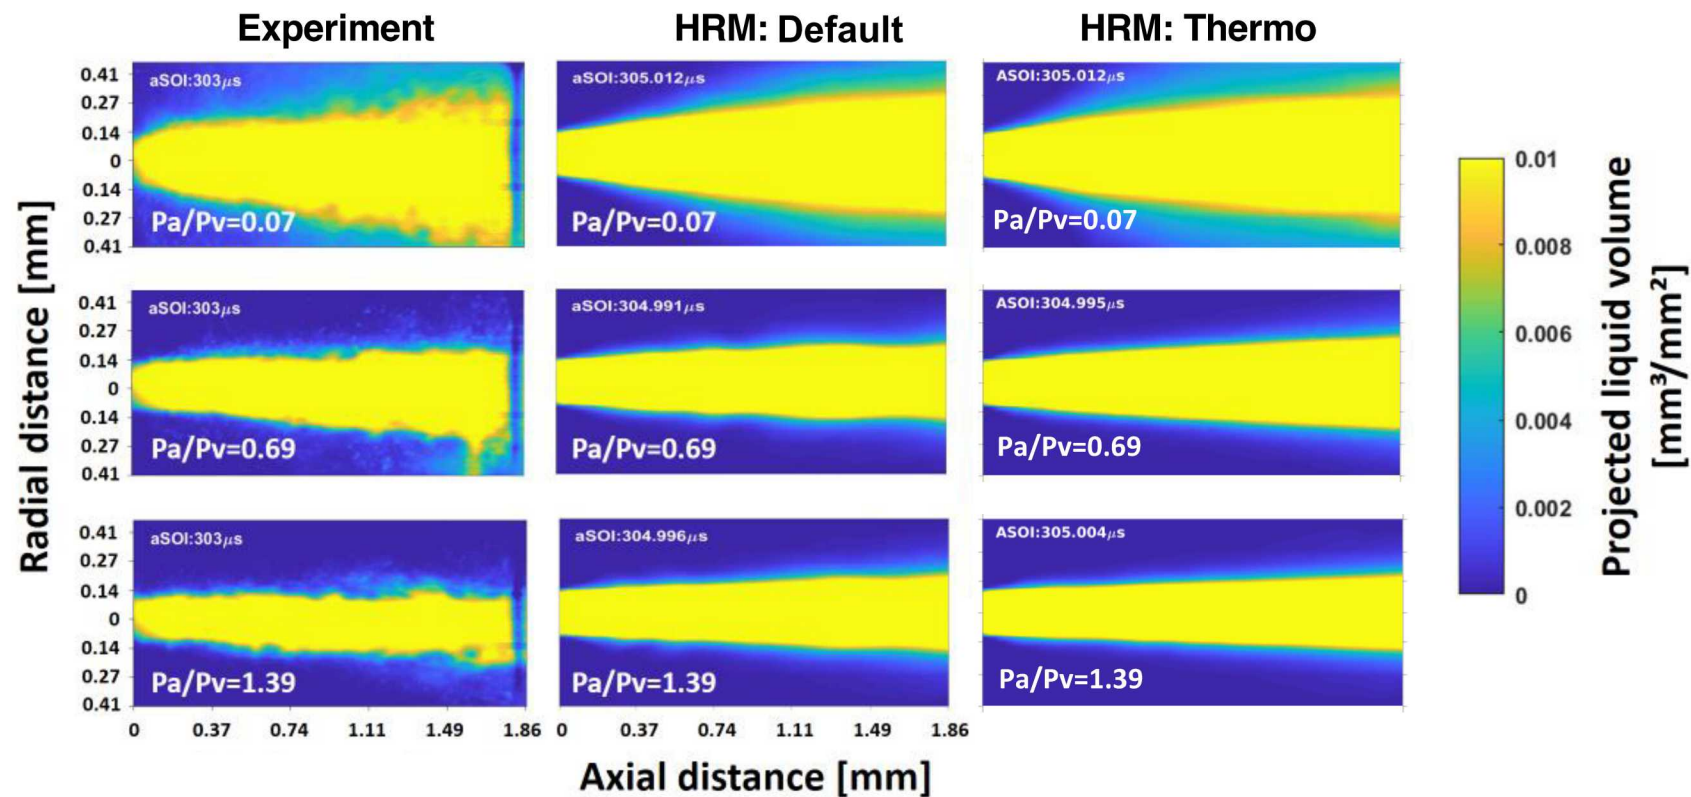 Experiment HRM: Default HRM: Thermo
0.41 aSOI:303μs aSOI:305.012μs ASOI:305.012μs
0.27
0.14
0
0.14
0.27 Pa/Pv=0.07 Pa/Pv=0.07 Pa/Pv=0.07
0.41
0.41 aSOI:303μs aSOI:304.991μs ASOI:304.995μs
0.27
0.14
0
0.14
0.27 Pa/Pv=0.69 Pa/Pv=0.69 Pa/Pv=0.69
0.41
0.41 aSOI:303μs aSOI:304.996μs ASOI:305.004μs
0.27
0.14
0
0.14
0.27 Pa/Pv=1.39 Pa/Pv=1.39 Pa/Pv=1.39
0.41
0 0.37 0.74 1.11 1.49 1.86 0 0.37 0.74 1.11 1.49 1.86
Axial distance [mm]
Radial distance [mm]
0.01
0.008
0.006
0.004
0.002
0
Projected liquid volume
[mm³/mm²]